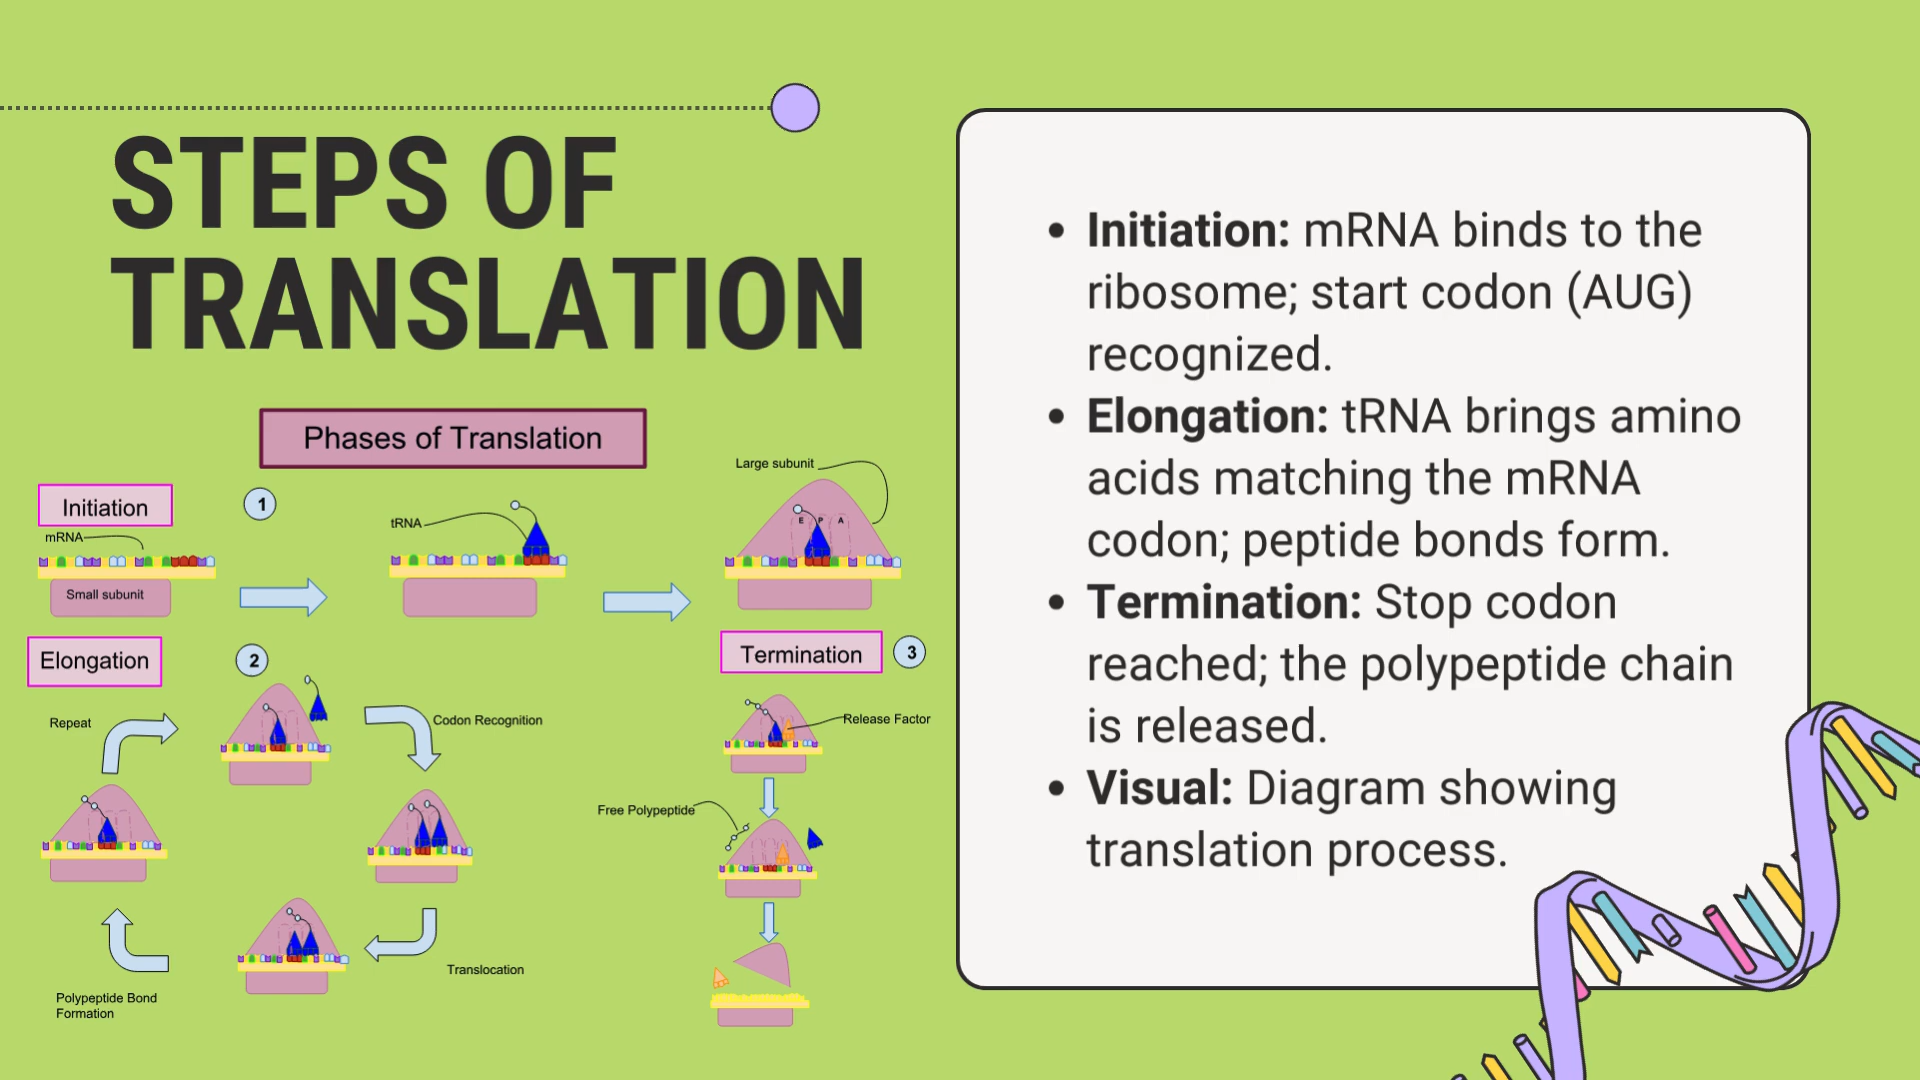 STEPS OF
TRANSLATION
Phases of Translation
Initiation
1
mRNA
Small subunit
tRNA
Large subunit
E P A
Elongation
2
Repeat
Codon Recognition
Translocation
Polypeptide Bond
Formation
Termination
3
Release Factor
Free Polypeptide
• Initiation: mRNA binds to the
ribosome; start codon (AUG)
recognized.
• Elongation: tRNA brings amino
acids matching the mRNA
codon; peptide bonds form.
• Termination: Stop codon
reached; the polypeptide chain
is released.
• Visual: Diagram showing
translation process.